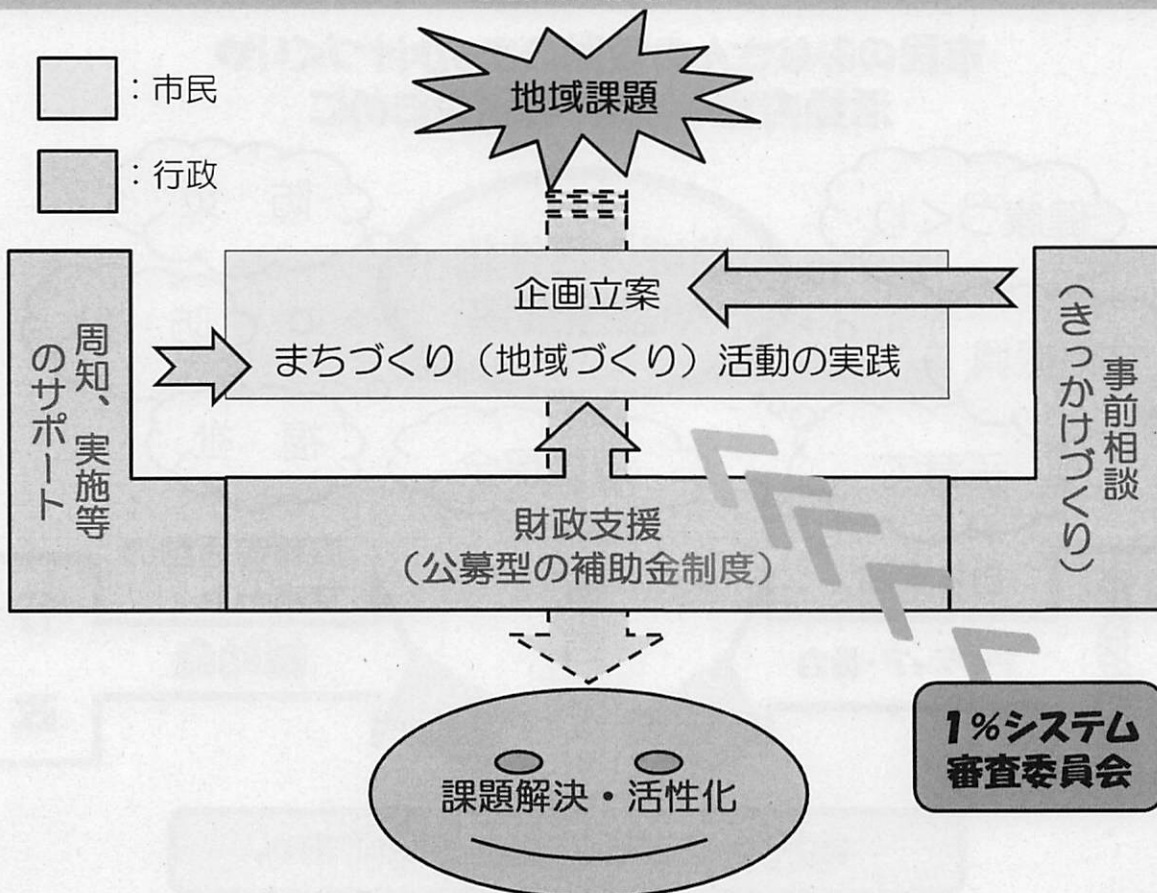 ：市民
：行政
地域課題
企画立案
まちづくり（地域づくり）活動の実践
周知、実施等
のサポート
事前相談
（きっかけづくり）
財政支援
（公募型の補助金制度）
課題解決・活性化
1％システム
審査委員会